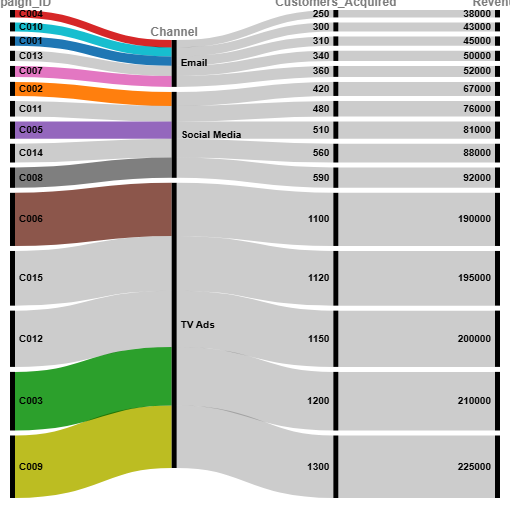 paign_ID
Channel
Customers_Acquired
Reven
C004
C010
C001
C013
C007
C002
C011
C005
C014
C008
C006
C015
C012
C003
C009
Email
Social Media
TV Ads
250
300
310
340
360
420
480
510
560
590
1100
1120
1150
1200
1300
38000
43000
45000
50000
52000
67000
76000
81000
88000
92000
190000
195000
200000
210000
225000